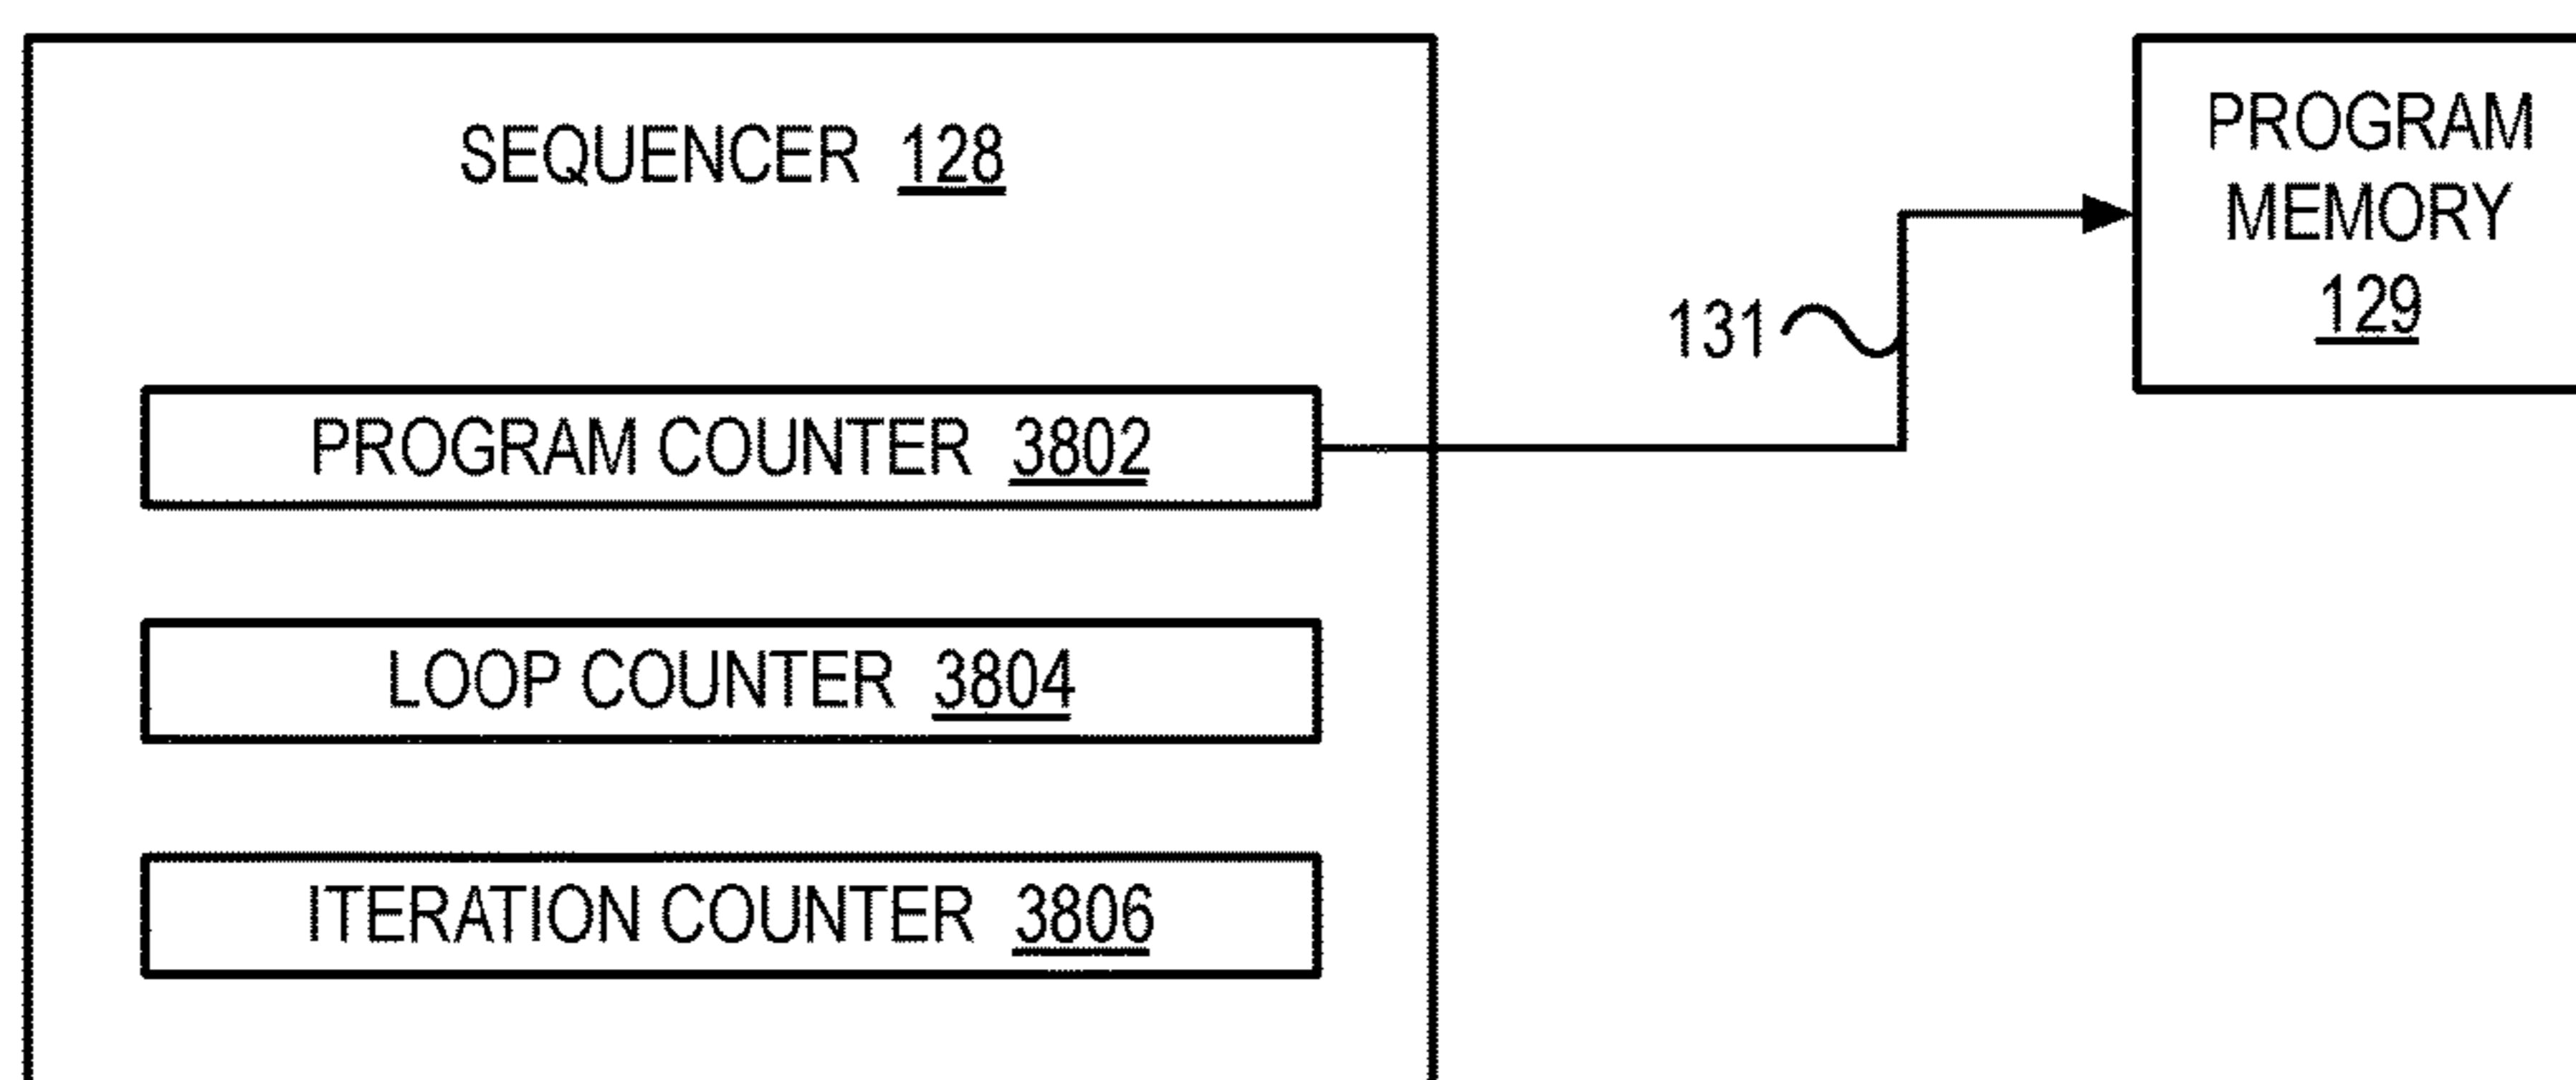 SEQUENCER 128
PROGRAM
MEMORY
129
131
PROGRAM COUNTER 3802
LOOP COUNTER 3804
ITERATION COUNTER 3806